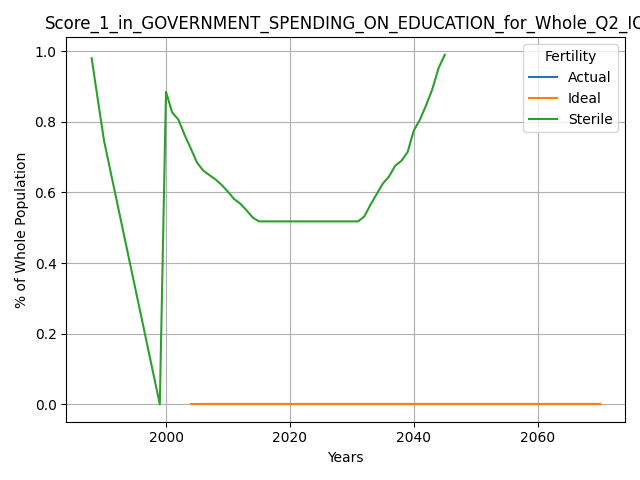 Score_1_in_GOVERNMENT_SPENDING_ON_EDUCATION_for_Whole_Q2_IQ
Fertility
Actual
Ideal
Sterile
% of Whole Population
1.0
0.8
0.6
0.4
0.2
0.0
2000 2020 2040 2060
Years